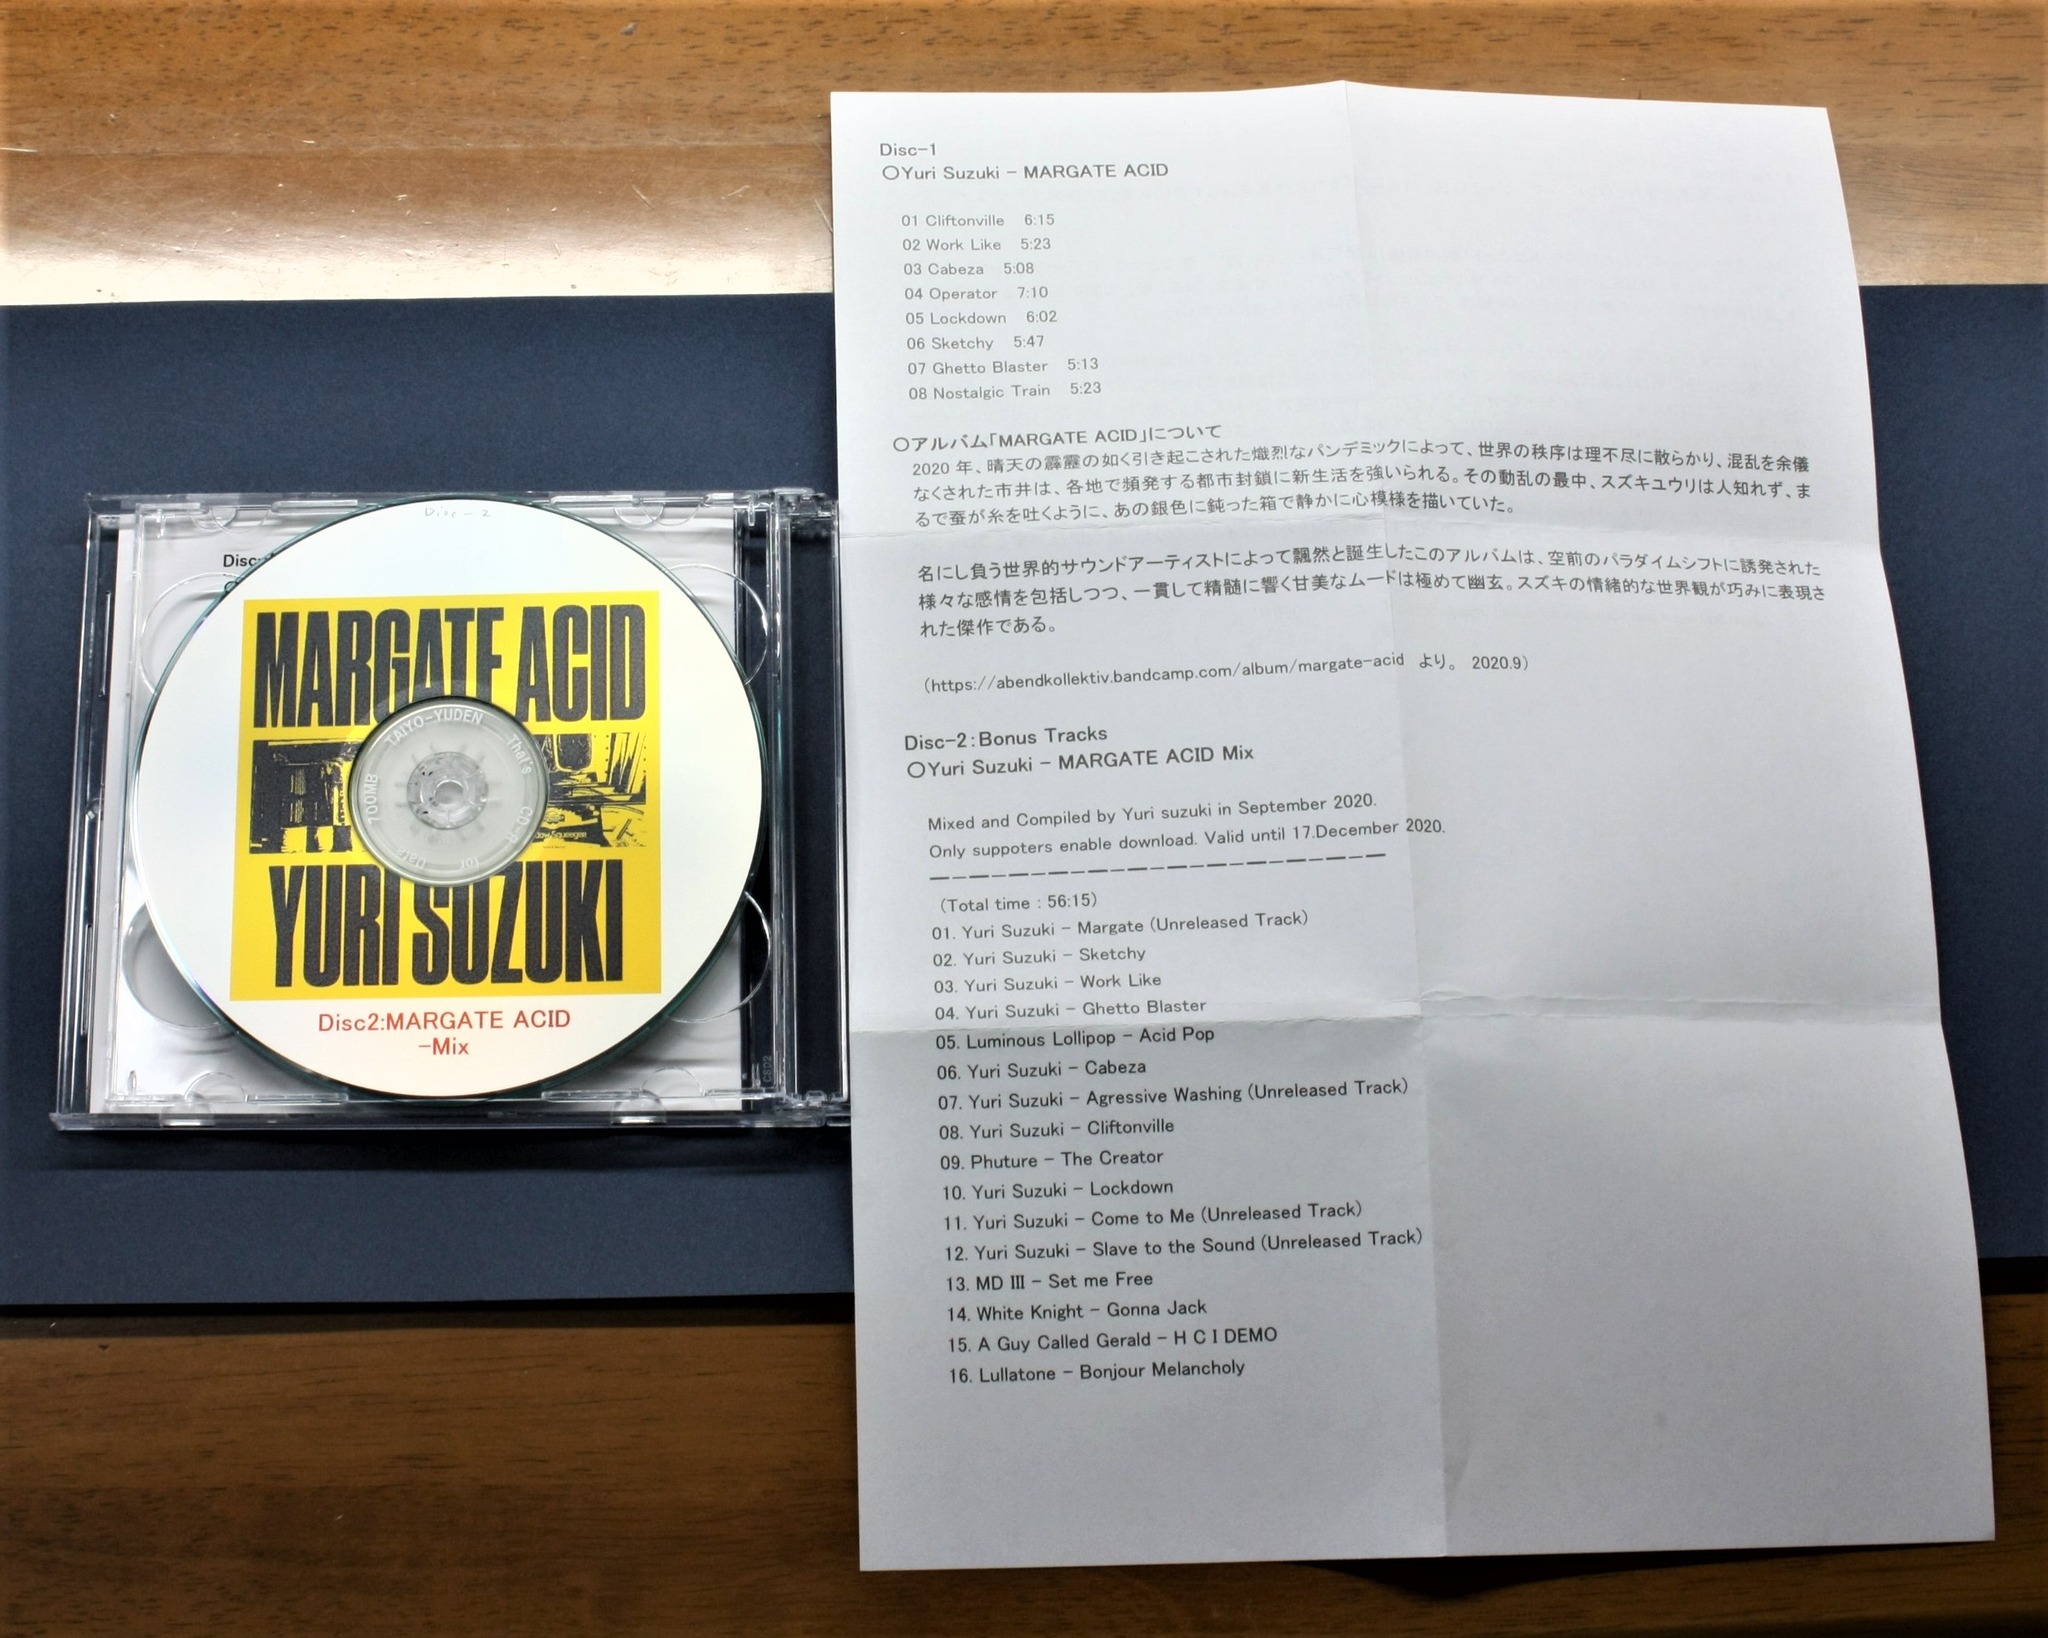 Disc-2
Disc-
MARGATE ACID
TAIYO-YUDEN That's CD-R for Data 700MB
YURI SUZUKI
Disc2:MARGATE ACID
-Mix
Disc-1
○Yuri Suzuki - MARGATE ACID
01 Cliftonville 6:15
02 Work Like 5:23
03 Cabeza 5:08
04 Operator 7:10
05 Lockdown 6:02
06 Sketchy 5:47
07 Ghetto Blaster 5:13
08 Nostalgic Train 5:23
○アルバム「MARGATE ACID」について
2020 年、晴天の霹靂の如く引き起こされた熾烈なパンデミックによって、世界の秩序は理不尽に散らかり、混乱を余儀
なくされた市井は、各地で頻発する都市封鎖に新生活を強いられる。その動乱の最中、スズキユウリは人知れず、ま
るで蚕が糸を吐くように、あの銀色に鈍った箱で静かに心模様を描いていた。
名にし負う世界的サウンドアーティストによって飄然と誕生したこのアルバムは、空前のパラダイムシフトに誘発された
様々な感情を包括しつつ、一貫して精髄に響く甘美なムードは極めて幽玄。スズキの情緒的な世界観が巧みに表現さ
れた傑作である。
(https://abendkollektiv.bandcamp.com/album/margate-acid より。 2020.9)
Disc-2:Bonus Tracks
○Yuri Suzuki - MARGATE ACID Mix
Mixed and Compiled by Yuri suzuki in September 2020.
Only suppoters enable download. Valid until 17.December 2020.
(Total time : 56:15)
01. Yuri Suzuki - Margate (Unreleased Track)
02. Yuri Suzuki - Sketchy
03. Yuri Suzuki - Work Like
04. Yuri Suzuki - Ghetto Blaster
05. Luminous Lollipop - Acid Pop
06. Yuri Suzuki - Cabeza
07. Yuri Suzuki - Agressive Washing (Unreleased Track)
08. Yuri Suzuki - Cliftonville
09. Phuture - The Creator
10. Yuri Suzuki - Lockdown
11. Yuri Suzuki - Come to Me (Unreleased Track)
12. Yuri Suzuki - Slave to the Sound (Unreleased Track)
13. MD III - Set me Free
14. White Knight - Gonna Jack
15. A Guy Called Gerald - H C I DEMO
16. Lullatone - Bonjour Melancholy